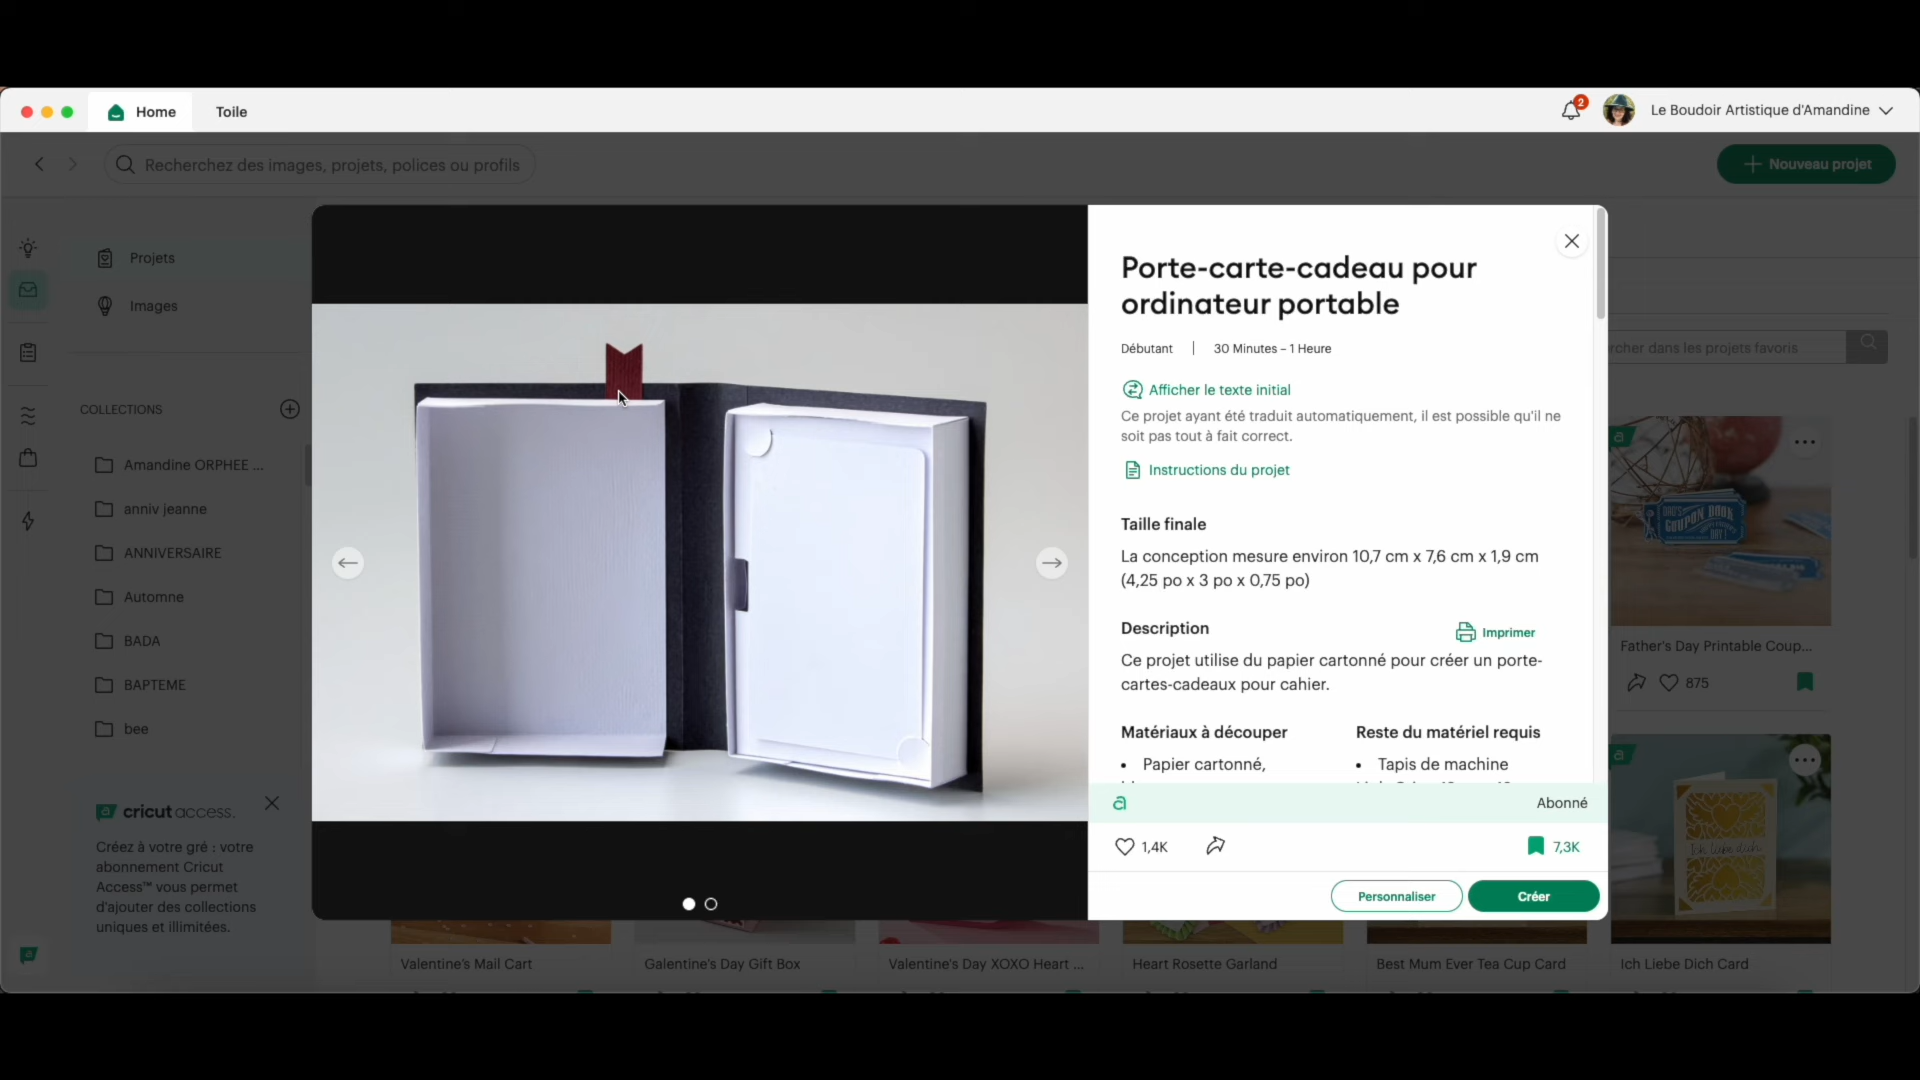 Home
Toile
2
Le Boudoir Artistique d'Amandine
Recherchez des images, projets, polices ou profils
Nouveau projet
Projets
Images
COLLECTIONS
Amandine ORPHEE ...
anniv jeanne
ANNIVERSAIRE
Automne
BADA
BAPTEME
bee
cricut access.
Créez à votre gré : votre
abonnement Cricut
Access™ vous permet
d'ajouter des collections
uniques et illimitées.
Porte-carte-cadeau pour
ordinateur portable
Débutant | 30 Minutes – 1 Heure
Afficher le texte initial
Ce projet ayant été traduit automatiquement, il est possible qu'il ne
soit pas tout à fait correct.
Instructions du projet
Taille finale
La conception mesure environ 10,7 cm x 7,6 cm x 1,9 cm
(4,25 po x 3 po x 0,75 po)
Description
Imprimer
Ce projet utilise du papier cartonné pour créer un porte-
cartes-cadeaux pour cahier.
Matériaux à découper
• Papier cartonné,
Reste du matériel requis
• Tapis de machine
Abonné
1,4K
7,3K
Personnaliser
Créer
dans les projets favoris
DAD'S
COUPON BOOK
DAY!
Father's Day Printable Coup...
875
Ich liebe dich
Valentine's Mail Cart
Galentine's Day Gift Box
Valentine's Day XOXO Heart ...
Heart Rosette Garland
Best Mum Ever Tea Cup Card
Ich Liebe Dich Card